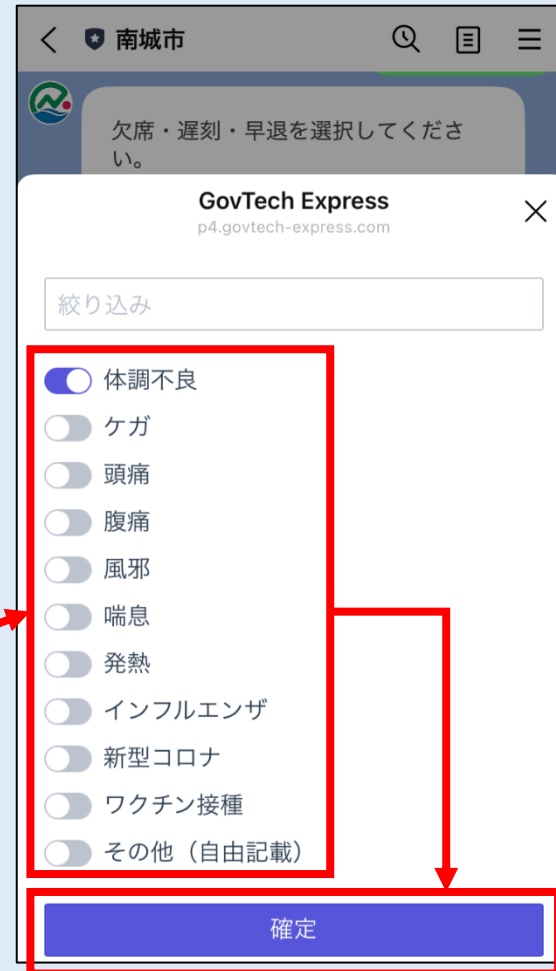 南城市
欠席・遅刻・早退を選択してくださ
い。
GovTech Express
p4.govtech-express.com
絞り込み
体調不良
ケガ
頭痛
腹痛
風邪
喘息
発熱
インフルエンザ
新型コロナ
ワクチン接種
その他（自由記載）
確定